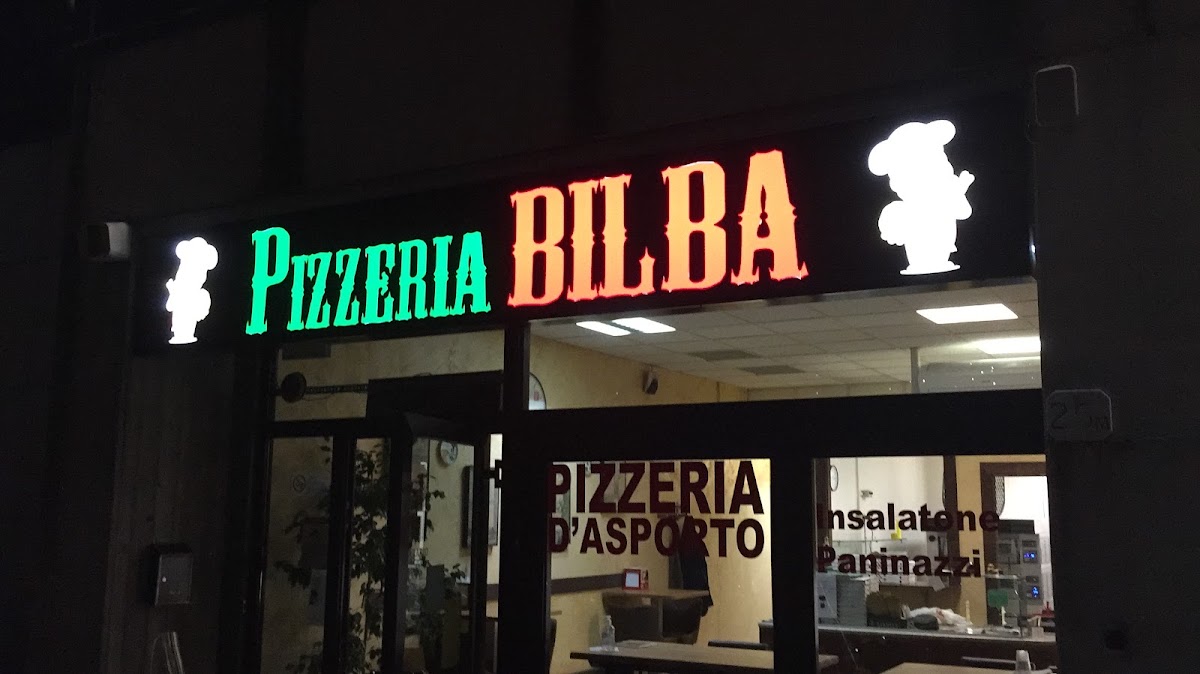 PIZZERIA BILBA
PIZZERIA
D'ASPORTO
Insalatone
Paninazzi